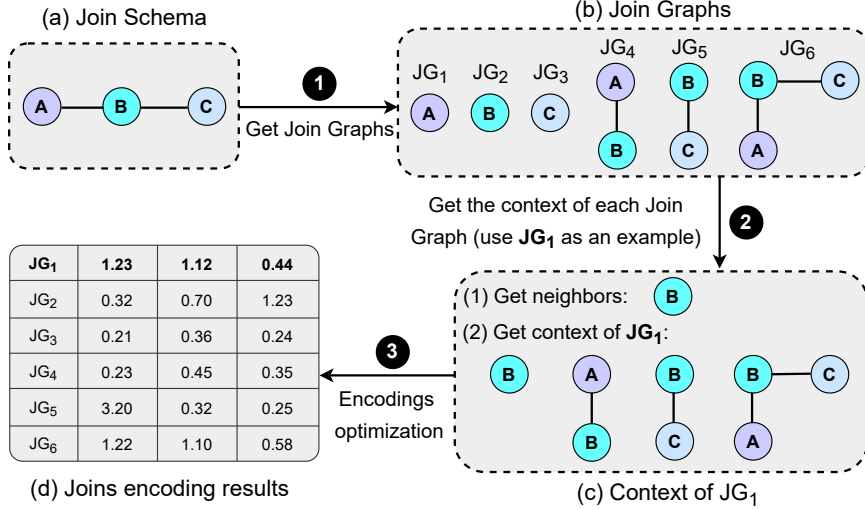 (a) Join Schema
A B C
1
Get Join Graphs
(b) Join Graphs
JG1 JG2 JG3 JG4 JG5 JG6
A B C A B B C
B C A
Get the context of each Join
Graph (use JG1 as an example)
2
(1) Get neighbors: B
(2) Get context of JG1:
B A B B C
B C A
(c) Context of JG1
3
Encodings
optimization
JG1 1.23 1.12 0.44
JG2 0.32 0.70 1.23
JG3 0.21 0.36 0.24
JG4 0.23 0.45 0.35
JG5 3.20 0.32 0.25
JG6 1.22 1.10 0.58
(d) Joins encoding results